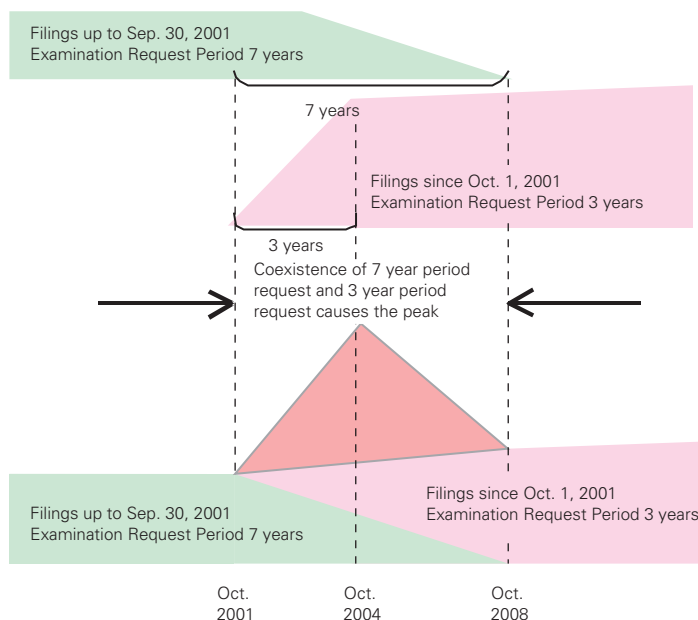 Filings up to Sep. 30, 2001
Examination Request Period 7 years
7 years
Filings since Oct. 1, 2001
Examination Request Period 3 years
3 years
Coexistence of 7 year period
request and 3 year period
request causes the peak
Filings since Oct. 1, 2001
Examination Request Period 3 years
Filings up to Sep. 30, 2001
Examination Request Period 7 years
Oct.
2001
Oct.
2004
Oct.
2008